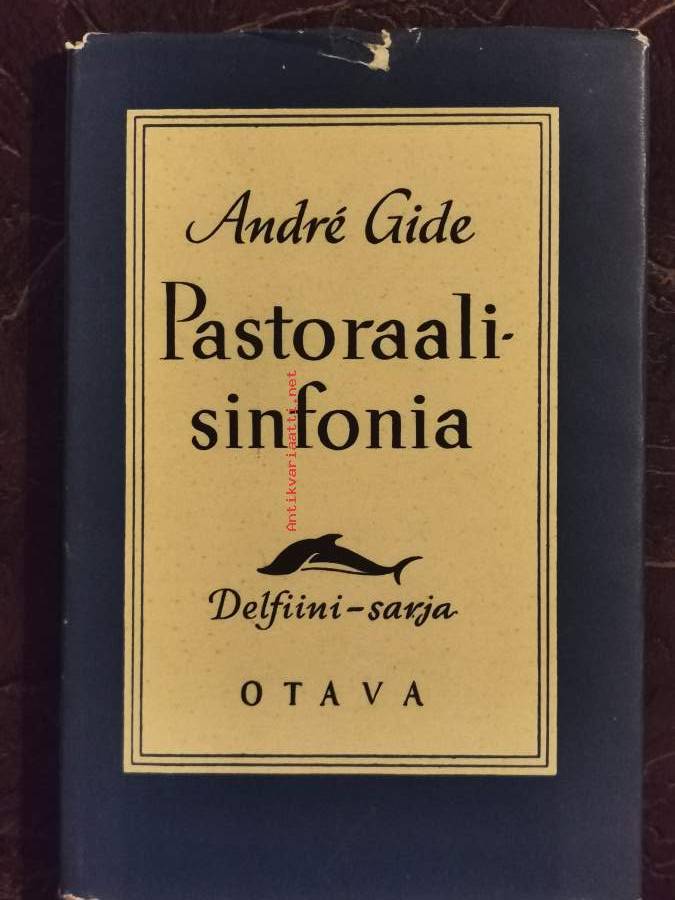 André Gide
Pastoraali-
sinfonia
Antikvariaatti.net
Delfiini-sarja
OTAVA